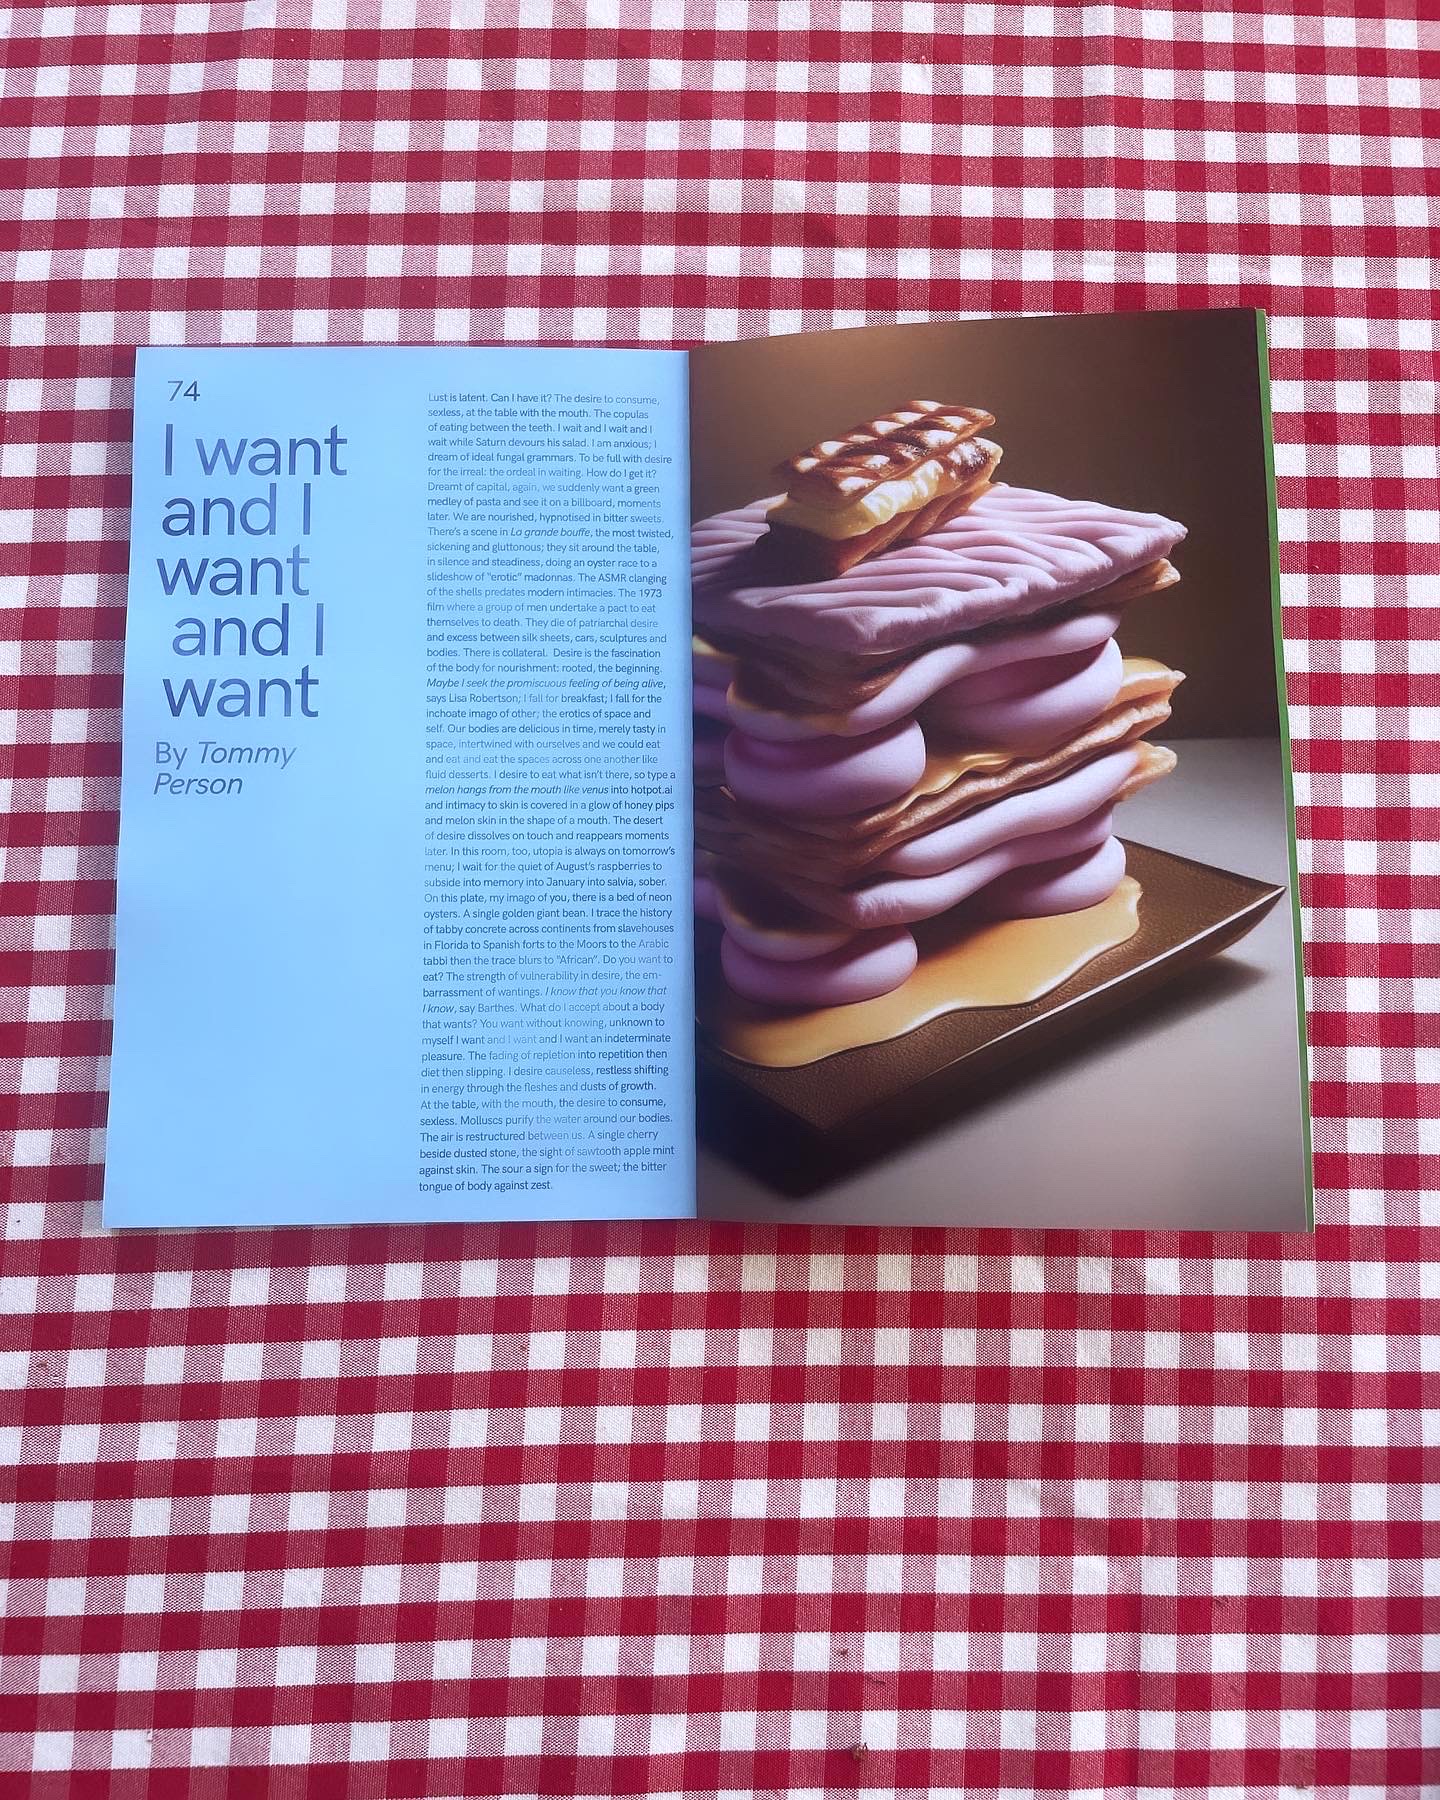 74
I want
and I
want
and I
want
By Tommy
Person
Lust is latent. Can I have it? The desire to consume,
sexless, at the table with the mouth. The copulas
of eating between the teeth. I wait and I wait and I
wait while Saturn devours his salad. I am anxious; I
dream of ideal fungal grammars. To be full with desire
for the irreal: the ordeal in waiting. How do I get it?
Dreamt of capital, again, we suddenly want a green
medley of pasta and see it on a billboard, moments
later. We are nourished, hypnotised in bitter sweets.
There's a scene in La grande bouffe, the most twisted,
sickening and gluttonous; they sit around the table,
in silence and steadiness, doing an oyster race to a
slideshow of "erotic" madonnas. The ASMR clanging
of the shells predates modern intimacies. The 1973
film where a group of men undertake a pact to eat
themselves to death. They die of patriarchal desire
and excess between silk sheets, cars, sculptures and
bodies. There is collateral. Desire is the fascination
of the body for nourishment: rooted, the beginning.
Maybe I seek the promiscuous feeling of being alive,
says Lisa Robertson; I fall for breakfast; I fall for the
inchoate imago of other; the erotics of space and
self. Our bodies are delicious in time, merely tasty in
space, intertwined with ourselves and we could eat
and eat and eat the spaces across one another like
fluid desserts. I desire to eat what isn't there, so type a
melon hangs from the mouth like venus into hotpot.ai
and intimacy to skin is covered in a glow of honey pips
and melon skin in the shape of a mouth. The desert
of desire dissolves on touch and reappears moments
later. In this room, too, utopia is always on tomorrow's
menu; I wait for the quiet of August's raspberries to
subside into memory into January into salvia, sober.
On this plate, my imago of you, there is a bed of neon
oysters. A single golden giant bean. I trace the history
of tabby concrete across continents from slavehouses
in Florida to Spanish forts to the Moors to the Arabic
tabbi then the trace blurs to "African". Do you want to
eat? The strength of vulnerability in desire, the em-
barrassment of wantings. I know that you know that
I know, say Barthes. What do I accept about a body
that wants? You want without knowing, unknown to
myself I want and I want and I want an indeterminate
pleasure. The fading of repletion into repetition then
diet then slipping. I desire causeless, restless shifting
in energy through the fleshes and dusts of growth.
At the table, with the mouth, the desire to consume,
sexless. Molluscs purify the water around our bodies.
The air is restructured between us. A single cherry
beside dusted stone, the sight of sawtooth apple mint
against skin. The sour a sign for the sweet; the bitter
tongue of body against zest.